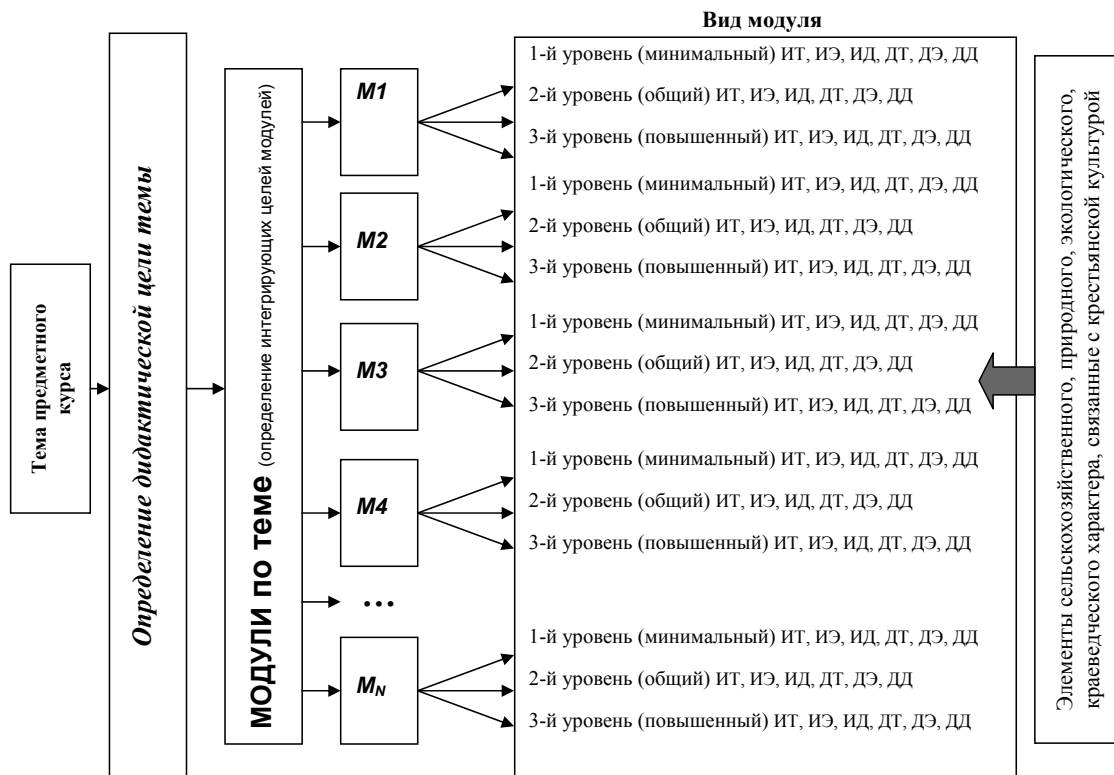 Вид модуля
Тема предметного
курса
Определение дидактической цели темы
МОДУЛИ по теме (определение интегрирующих целей модулей)
М1
1-й уровень (минимальный) ИТ, ИЭ, ИД, ДТ, ДЭ, ДД
2-й уровень (общий) ИТ, ИЭ, ИД, ДТ, ДЭ, ДД
3-й уровень (повышенный) ИТ, ИЭ, ИД, ДТ, ДЭ, ДД
М2
1-й уровень (минимальный) ИТ, ИЭ, ИД, ДТ, ДЭ, ДД
2-й уровень (общий) ИТ, ИЭ, ИД, ДТ, ДЭ, ДД
3-й уровень (повышенный) ИТ, ИЭ, ИД, ДТ, ДЭ, ДД
М3
1-й уровень (минимальный) ИТ, ИЭ, ИД, ДТ, ДЭ, ДД
2-й уровень (общий) ИТ, ИЭ, ИД, ДТ, ДЭ, ДД
3-й уровень (повышенный) ИТ, ИЭ, ИД, ДТ, ДЭ, ДД
М4
1-й уровень (минимальный) ИТ, ИЭ, ИД, ДТ, ДЭ, ДД
2-й уровень (общий) ИТ, ИЭ, ИД, ДТ, ДЭ, ДД
3-й уровень (повышенный) ИТ, ИЭ, ИД, ДТ, ДЭ, ДД
...
МN
1-й уровень (минимальный) ИТ, ИЭ, ИД, ДТ, ДЭ, ДД
2-й уровень (общий) ИТ, ИЭ, ИД, ДТ, ДЭ, ДД
3-й уровень (повышенный) ИТ, ИЭ, ИД, ДТ, ДЭ, ДД
Элементы сельскохозяйственного, природного, экологического,
краеведческого характера, связанные с крестьянской культурой